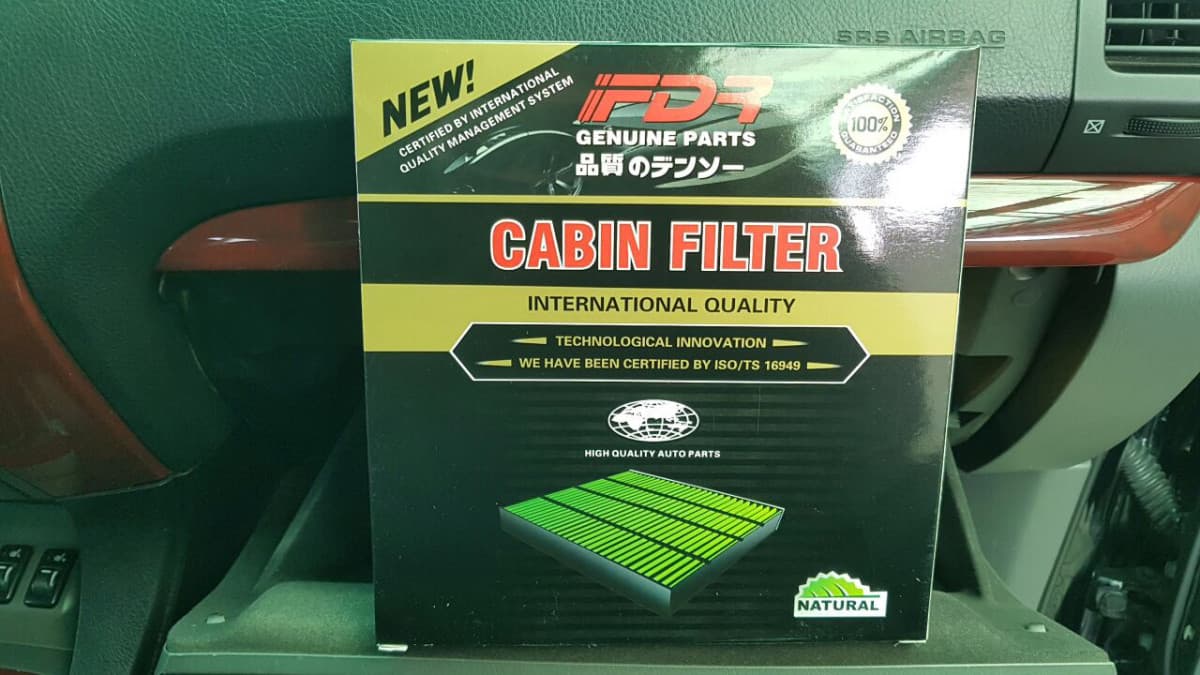 SRS AIRBAG
NEW!
CERTIFIED BY INTERNATIONAL
QUALITY MANAGEMENT SYSTEM
FDR
GENUINE PARTS
品質のデンソー
SATISFACTION
100%
GUARANTEED
CABIN FILTER
INTERNATIONAL QUALITY
TECHNOLOGICAL INNOVATION
WE HAVE BEEN CERTIFIED BY ISO/TS 16949
HIGH QUALITY AUTO PARTS
NATURAL